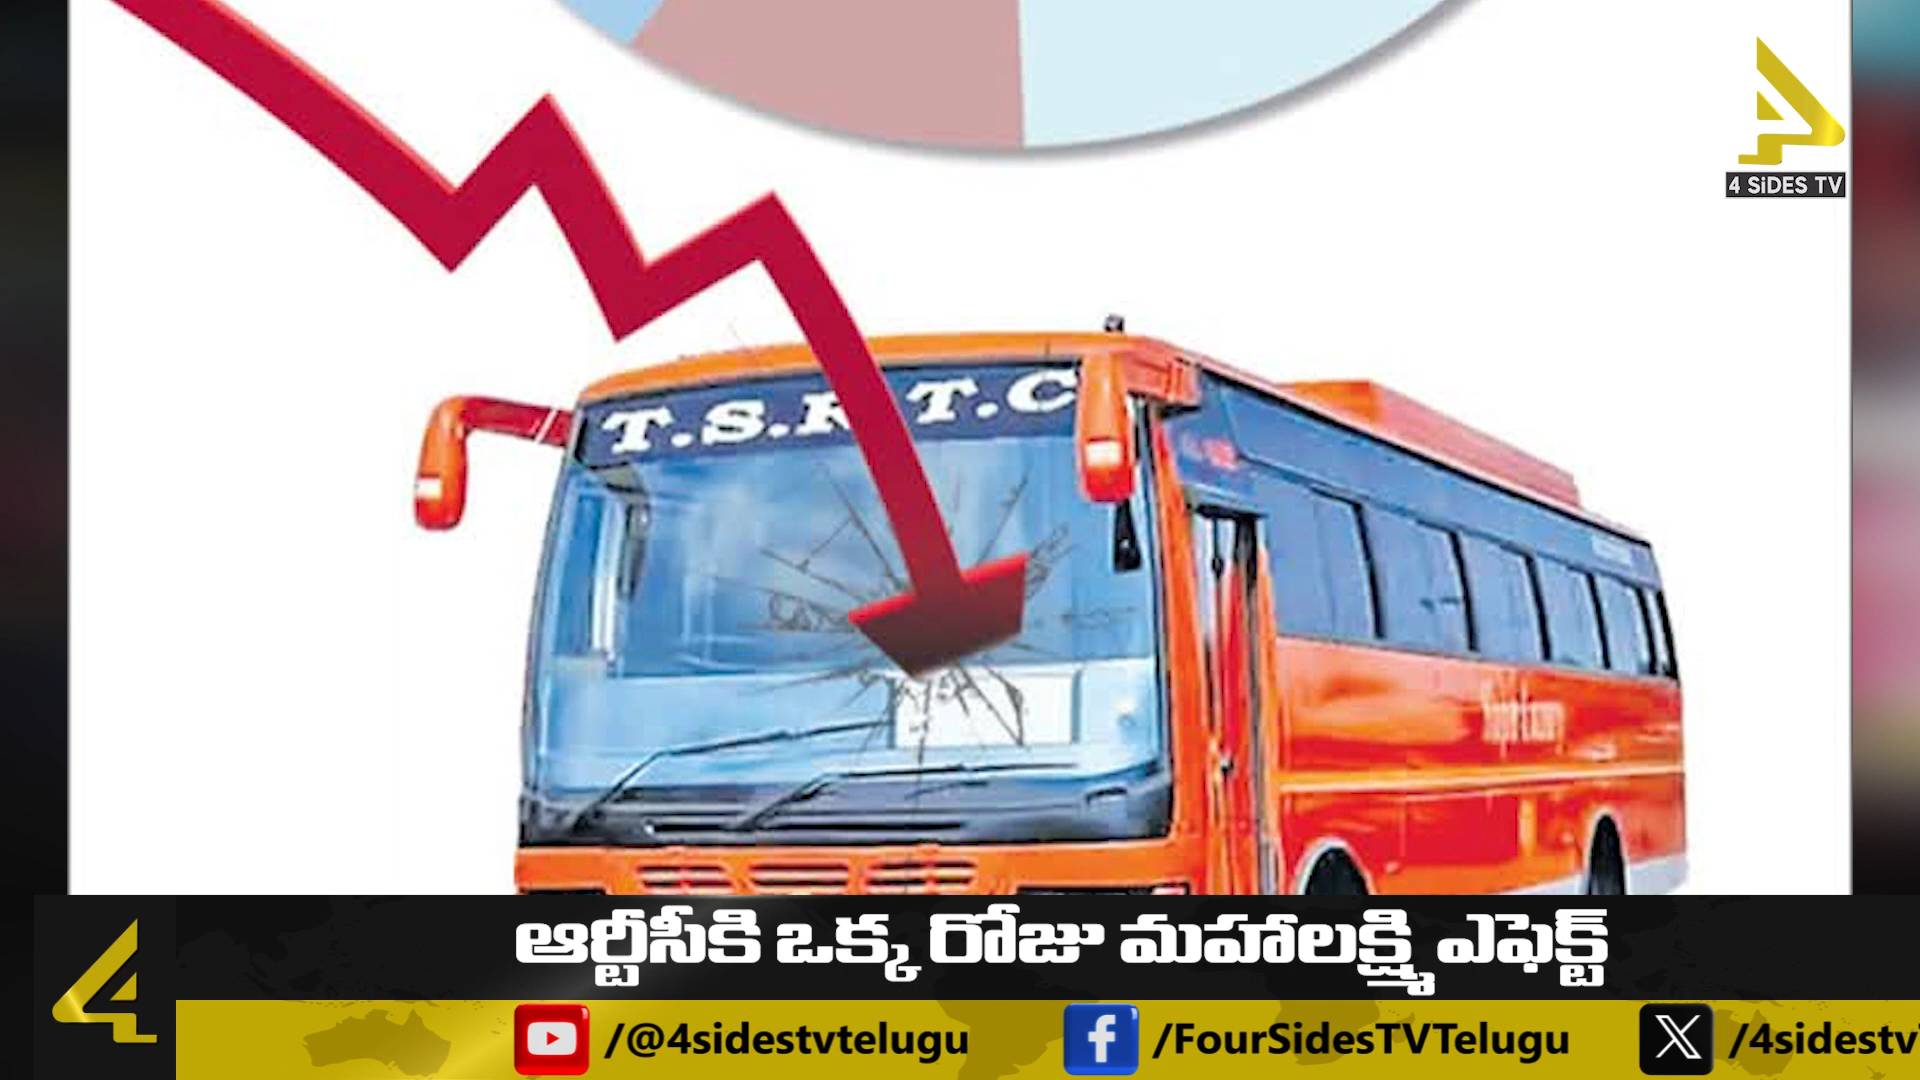 4 SiDES TV
T.S.R.T.C
ఆర్టీసీకి ఒక్క రోజు మహాలక్ష్మి ఎఫెక్ట్
/@4sidestvtelugu
/FourSidesTVTelugu
/4sidestv